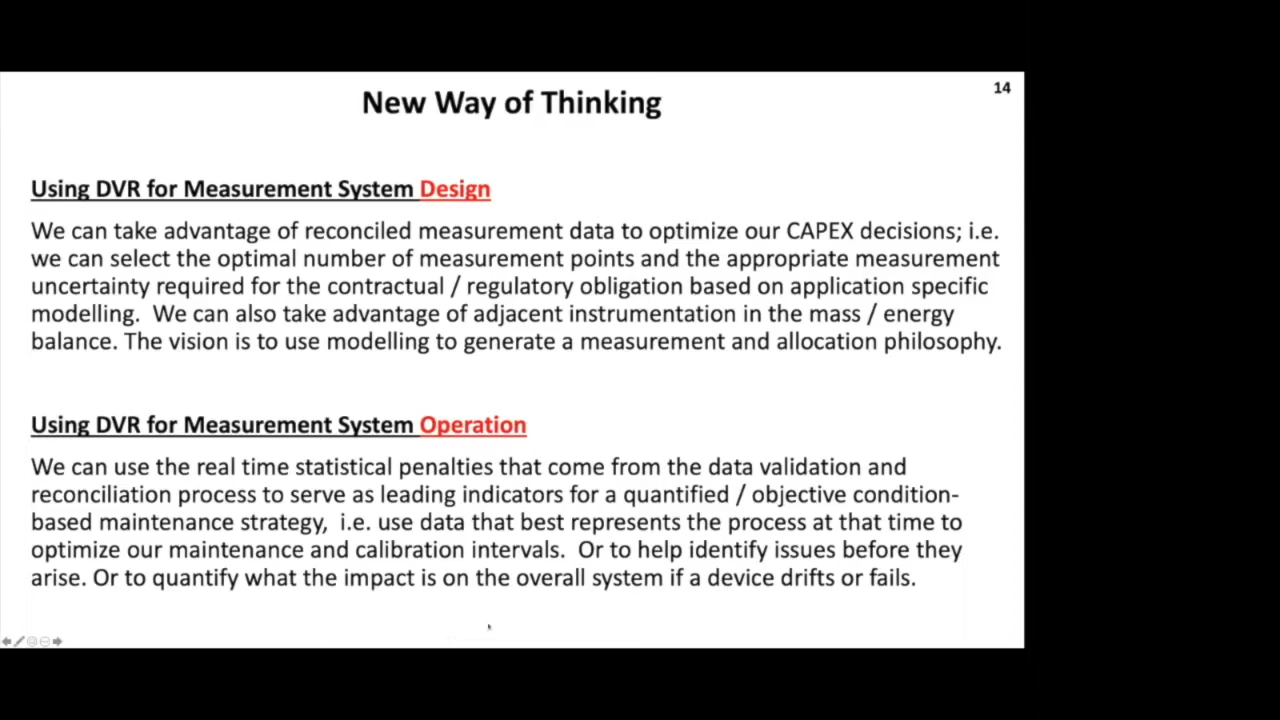 14
New Way of Thinking
Using DVR for Measurement System Design
We can take advantage of reconciled measurement data to optimize our CAPEX decisions; i.e.
we can select the optimal number of measurement points and the appropriate measurement
uncertainty required for the contractual / regulatory obligation based on application specific
modelling.  We can also take advantage of adjacent instrumentation in the mass / energy
balance. The vision is to use modelling to generate a measurement and allocation philosophy.
Using DVR for Measurement System Operation
We can use the real time statistical penalties that come from the data validation and
reconciliation process to serve as leading indicators for a quantified / objective condition-
based maintenance strategy,  i.e. use data that best represents the process at that time to
optimize our maintenance and calibration intervals.  Or to help identify issues before they
arise. Or to quantify what the impact is on the overall system if a device drifts or fails.